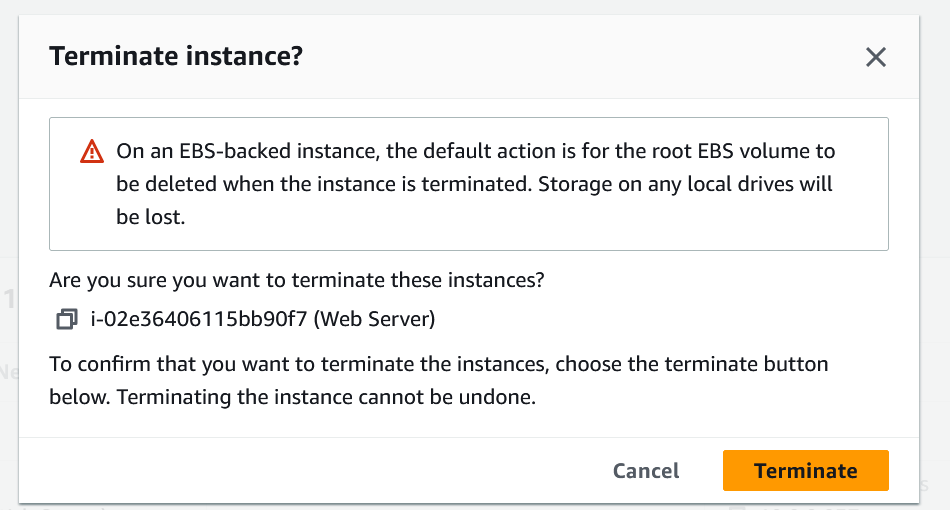 Terminate instance?
On an EBS-backed instance, the default action is for the root EBS volume to
be deleted when the instance is terminated. Storage on any local drives will
be lost.
Are you sure you want to terminate these instances?
i-02e36406115bb90f7 (Web Server)
To confirm that you want to terminate the instances, choose the terminate button
below. Terminating the instance cannot be undone.
Cancel
Terminate